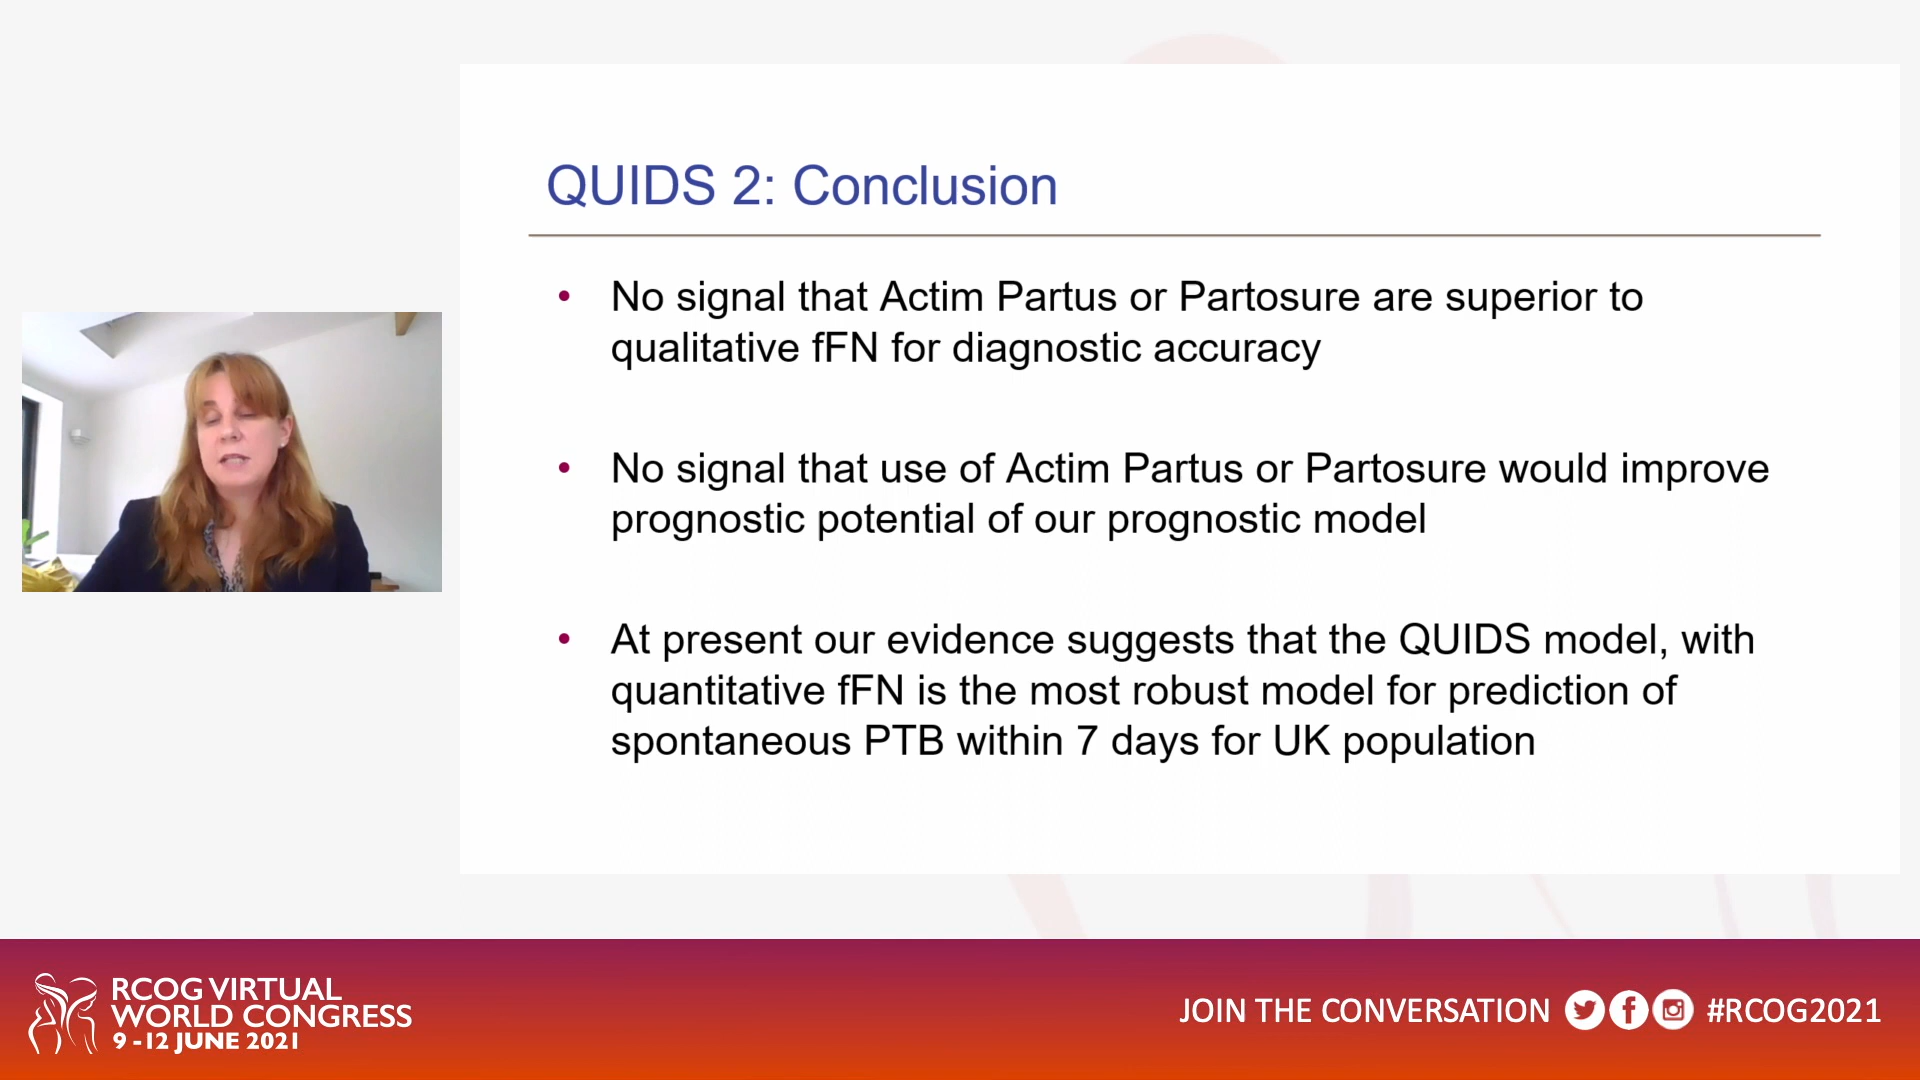 QUIDS 2: Conclusion
• No signal that Actim Partus or Partosure are superior to
qualitative fFN for diagnostic accuracy
• No signal that use of Actim Partus or Partosure would improve
prognostic potential of our prognostic model
• At present our evidence suggests that the QUIDS model, with
quantitative fFN is the most robust model for prediction of
spontaneous PTB within 7 days for UK population
RCOG VIRTUAL
WORLD CONGRESS
9 -12 JUNE 2021
JOIN THE CONVERSATION #RCOG2021